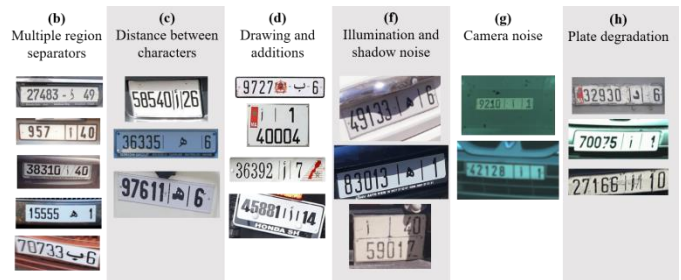 (b)
Multiple region
separators
27483 - د 49
957 | أ | 40
38310 | أ 40
15555 ه 1
70733 ب 6
(c)
Distance between
characters
58540 | أ | 26
36335 ه 6
97611 | ه | 6
(d)
Drawing and
additions
9727 ب - 6
أ | 1
40004
36392 | أ | 7
45881 | أ | 14
HONDA SH
(f)
Illumination and
shadow noise
49133 | ه | 6
83013 | ه | 1
أ | 40
59017
(g)
Camera noise
9210 | أ | 1
42128 | أ | 1
(h)
Plate degradation
32930 - د | 6
70075 | أ | 1
27166 | أ | 10